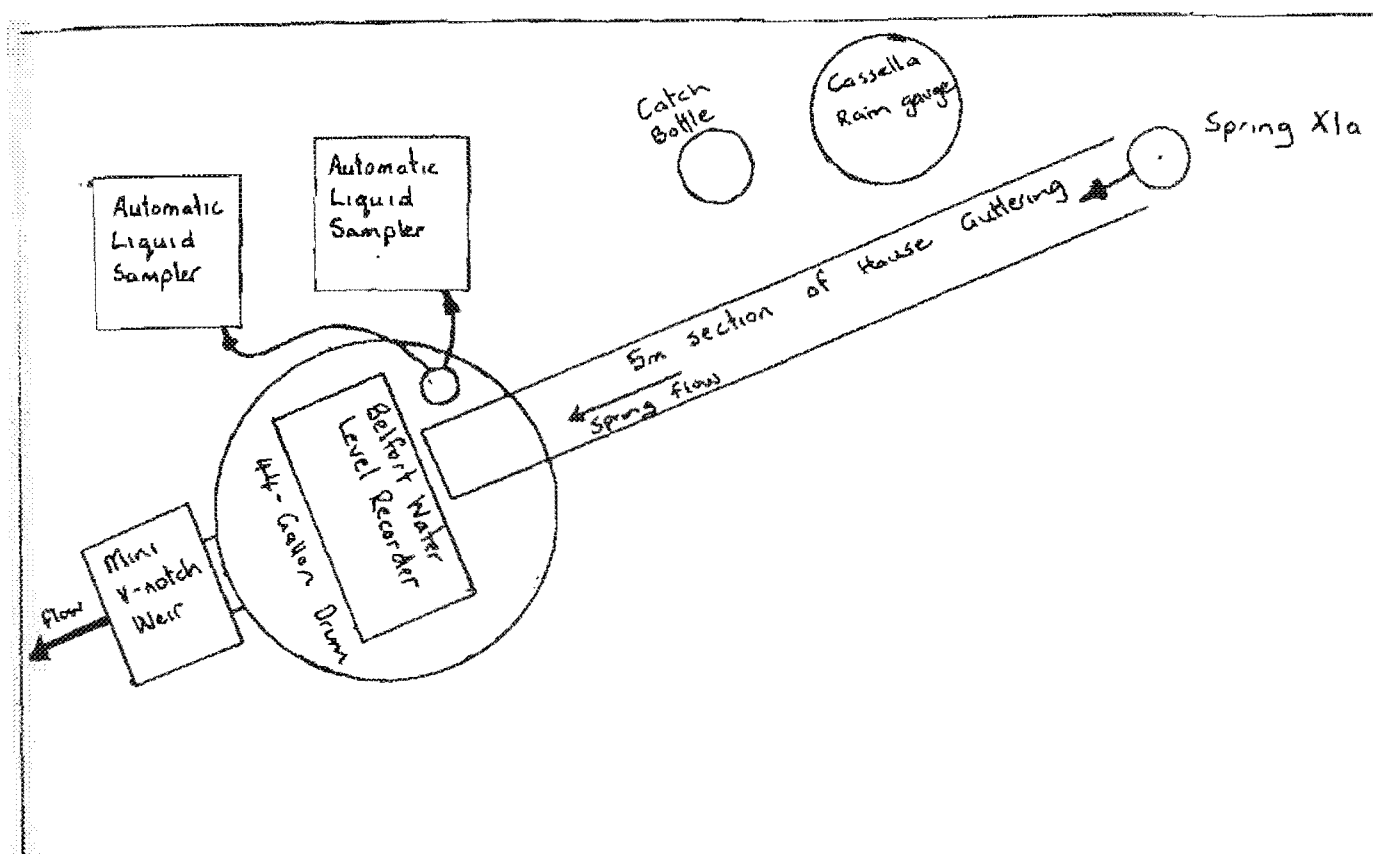 Catch
Bottle
Cassella
Rain gauge
Spring X1a
Automatic
Liquid
Sampler
Automatic
Liquid
Sampler
5m section of House Guttering
Spring flow
Belfort Water
Level Recorder
44-Gallon Drum
Mini
V-notch
Weir
flow